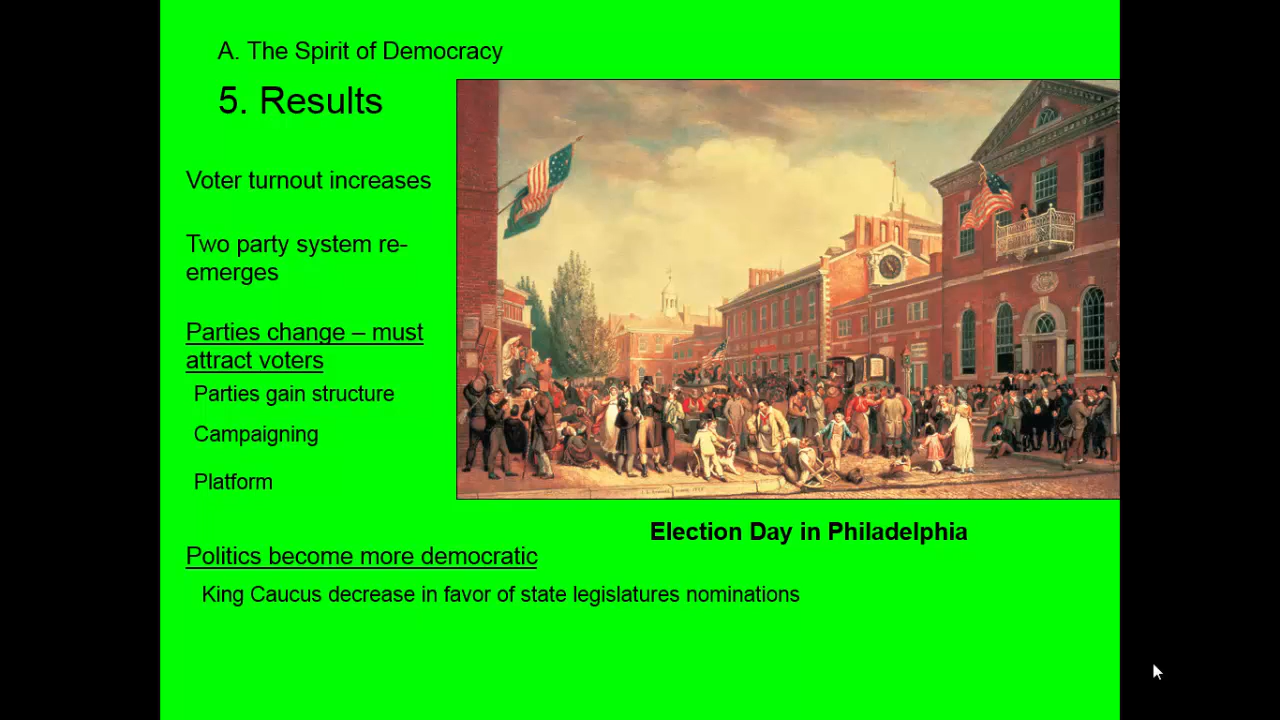 A. The Spirit of Democracy
5. Results
Voter turnout increases
Two party system re-
emerges
Parties change – must
attract voters
Parties gain structure
Campaigning
Platform
Election Day in Philadelphia
Politics become more democratic
King Caucus decrease in favor of state legislatures nominations